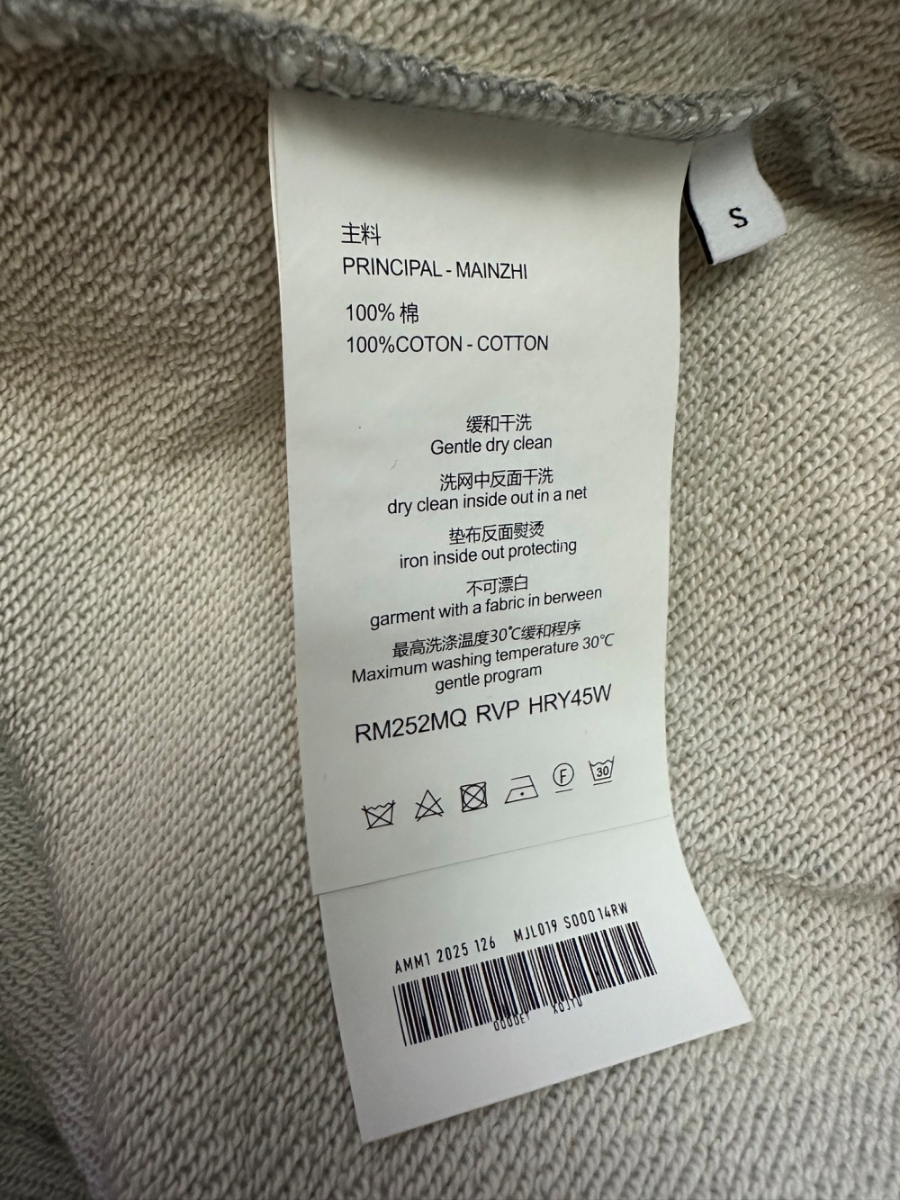 S
主料
PRINCIPAL - MAINZHI
100% 棉
100%COTON - COTTON
缓和干洗
Gentle dry clean
洗网中反面干洗
dry clean inside out in a net
垫布反面熨烫
iron inside out protecting
不可漂白
garment with a fabric in berween
最高洗涤温度30℃缓和程序
Maximum washing temperature 30℃
gentle program
RM252MQ RVP HRY45W
F
30
AMM1 2025 126 MJL019 S00014RW